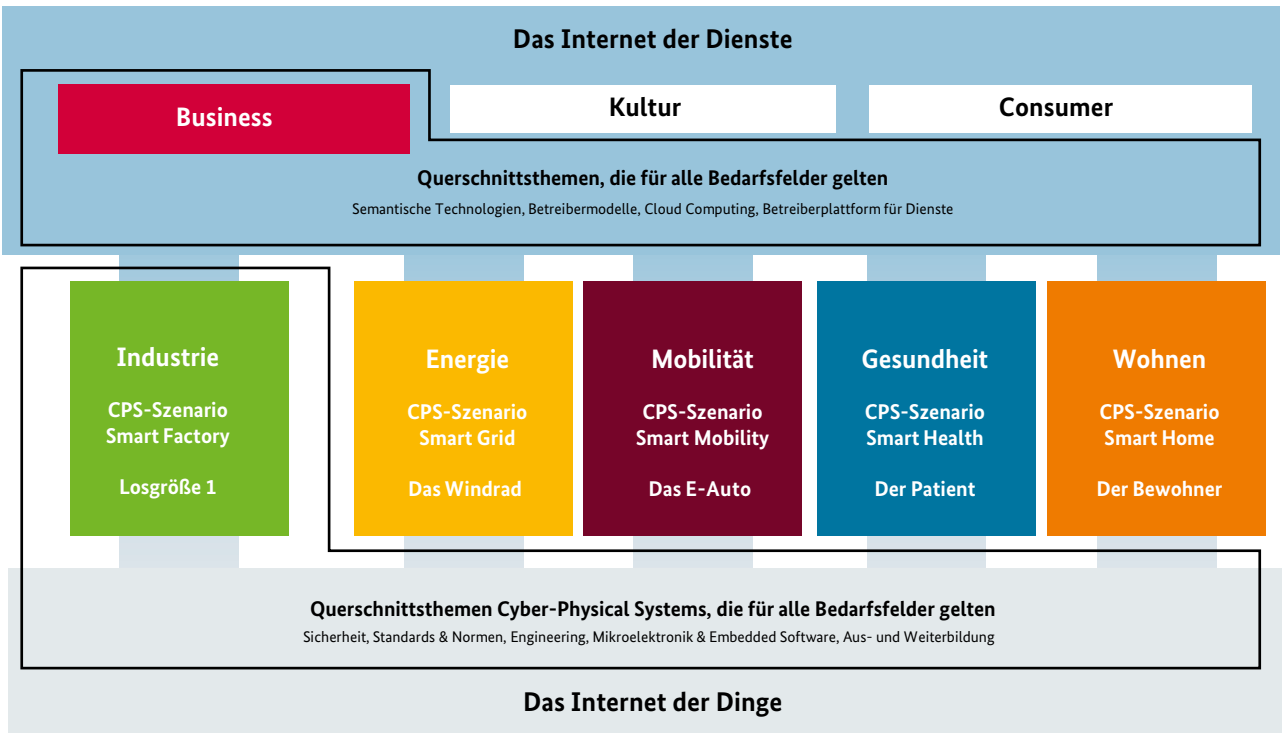 Das Internet der Dienste
Business
Kultur
Consumer
Querschnittsthemen, die für alle Bedarfsfelder gelten
Semantische Technologien, Betreibermodelle, Cloud Computing, Betreiberplattform für Dienste
Industrie
CPS-Szenario
Smart Factory
Losgröße 1
Energie
CPS-Szenario
Smart Grid
Das Windrad
Mobilität
CPS-Szenario
Smart Mobility
Das E-Auto
Gesundheit
CPS-Szenario
Smart Health
Der Patient
Wohnen
CPS-Szenario
Smart Home
Der Bewohner
Querschnittsthemen Cyber-Physical Systems, die für alle Bedarfsfelder gelten
Sicherheit, Standards & Normen, Engineering, Mikroelektronik & Embedded Software, Aus- und Weiterbildung
Das Internet der Dinge